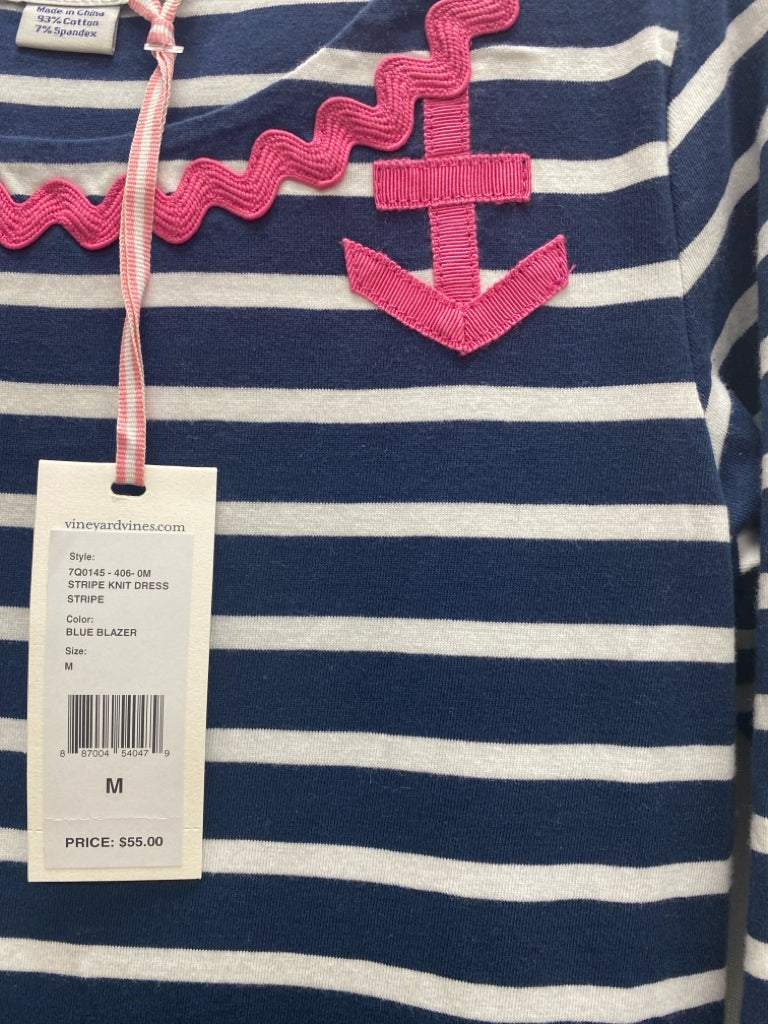 Made in China
93% Cotton
7% Spandex
vineyardvines.com
Style:
7Q0145 - 406- 0M
STRIPE KNIT DRESS
STRIPE
Color:
BLUE BLAZER
Size:
M
8 87004 54047 9
M
PRICE: $55.00